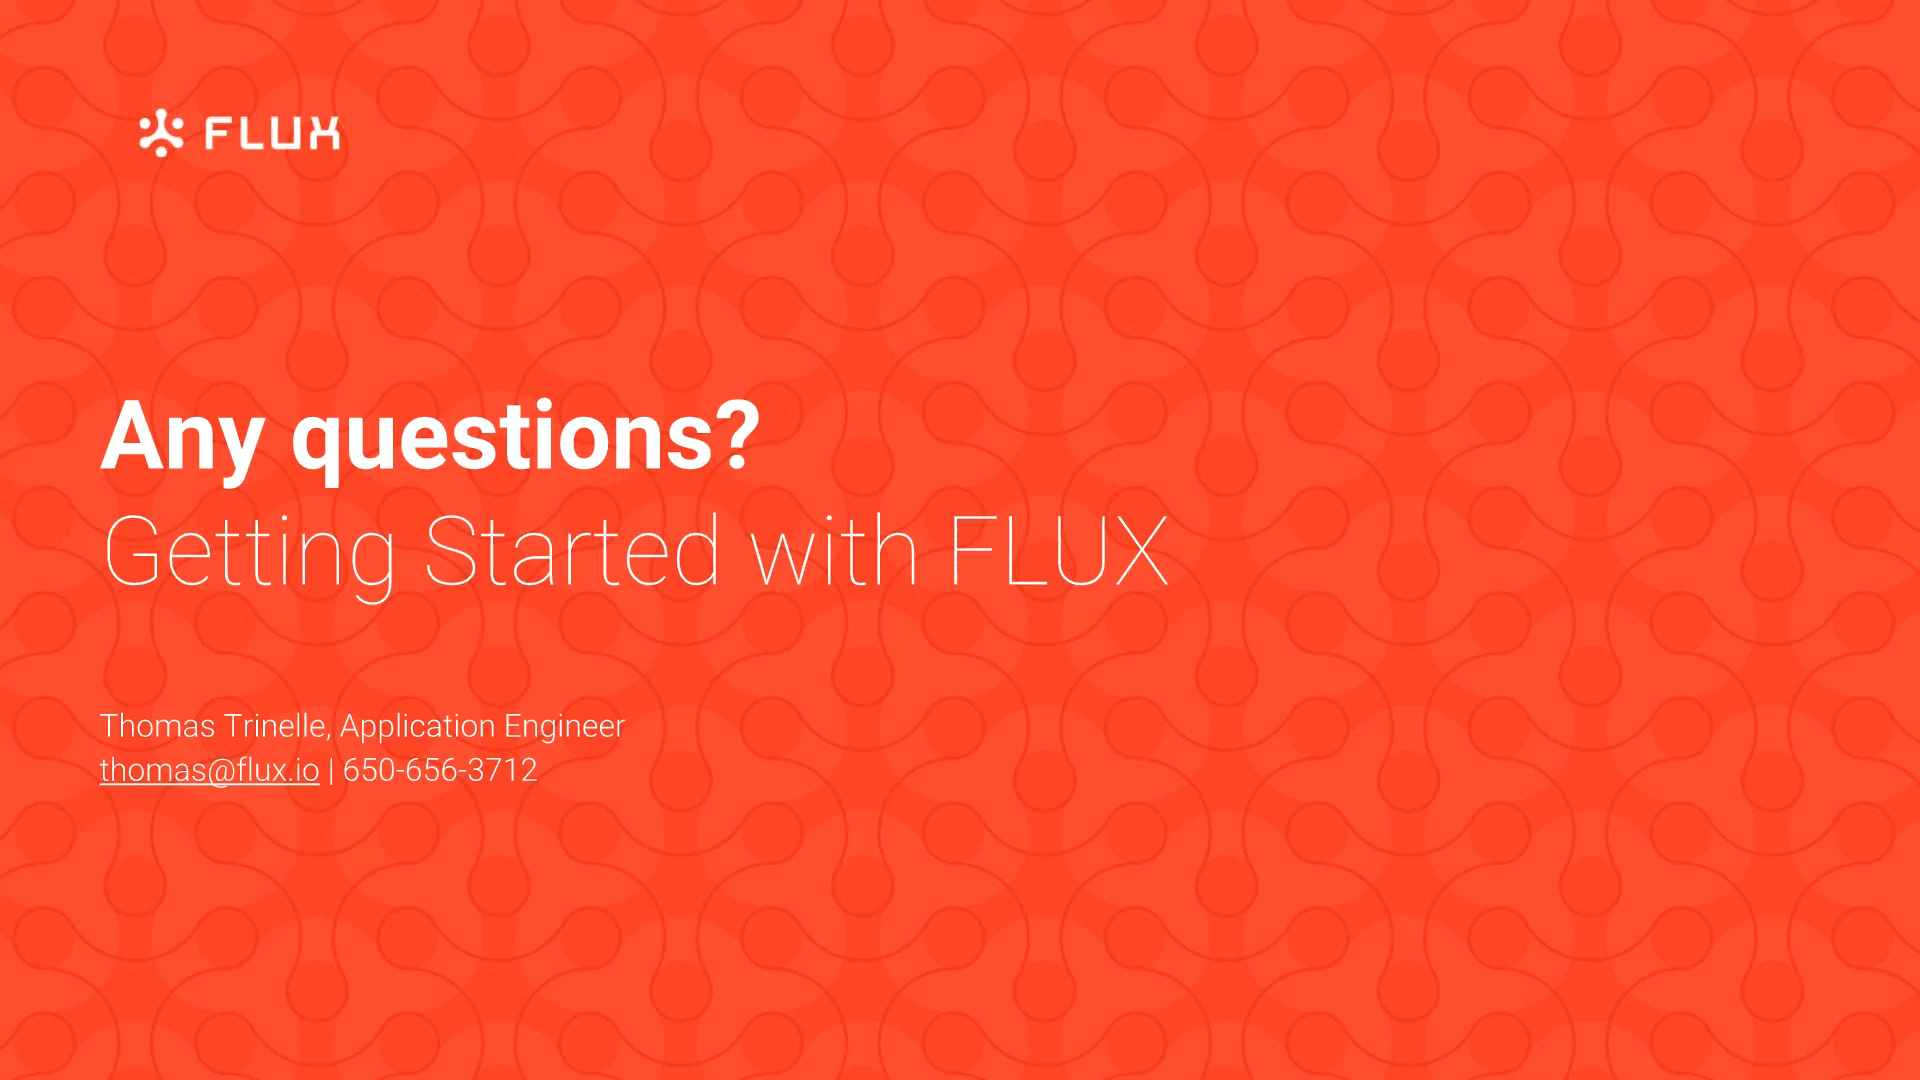 FLUX
Any questions?
Getting Started with FLUX
Thomas Trinelle, Application Engineer
thomas@flux.io | 650-656-3712